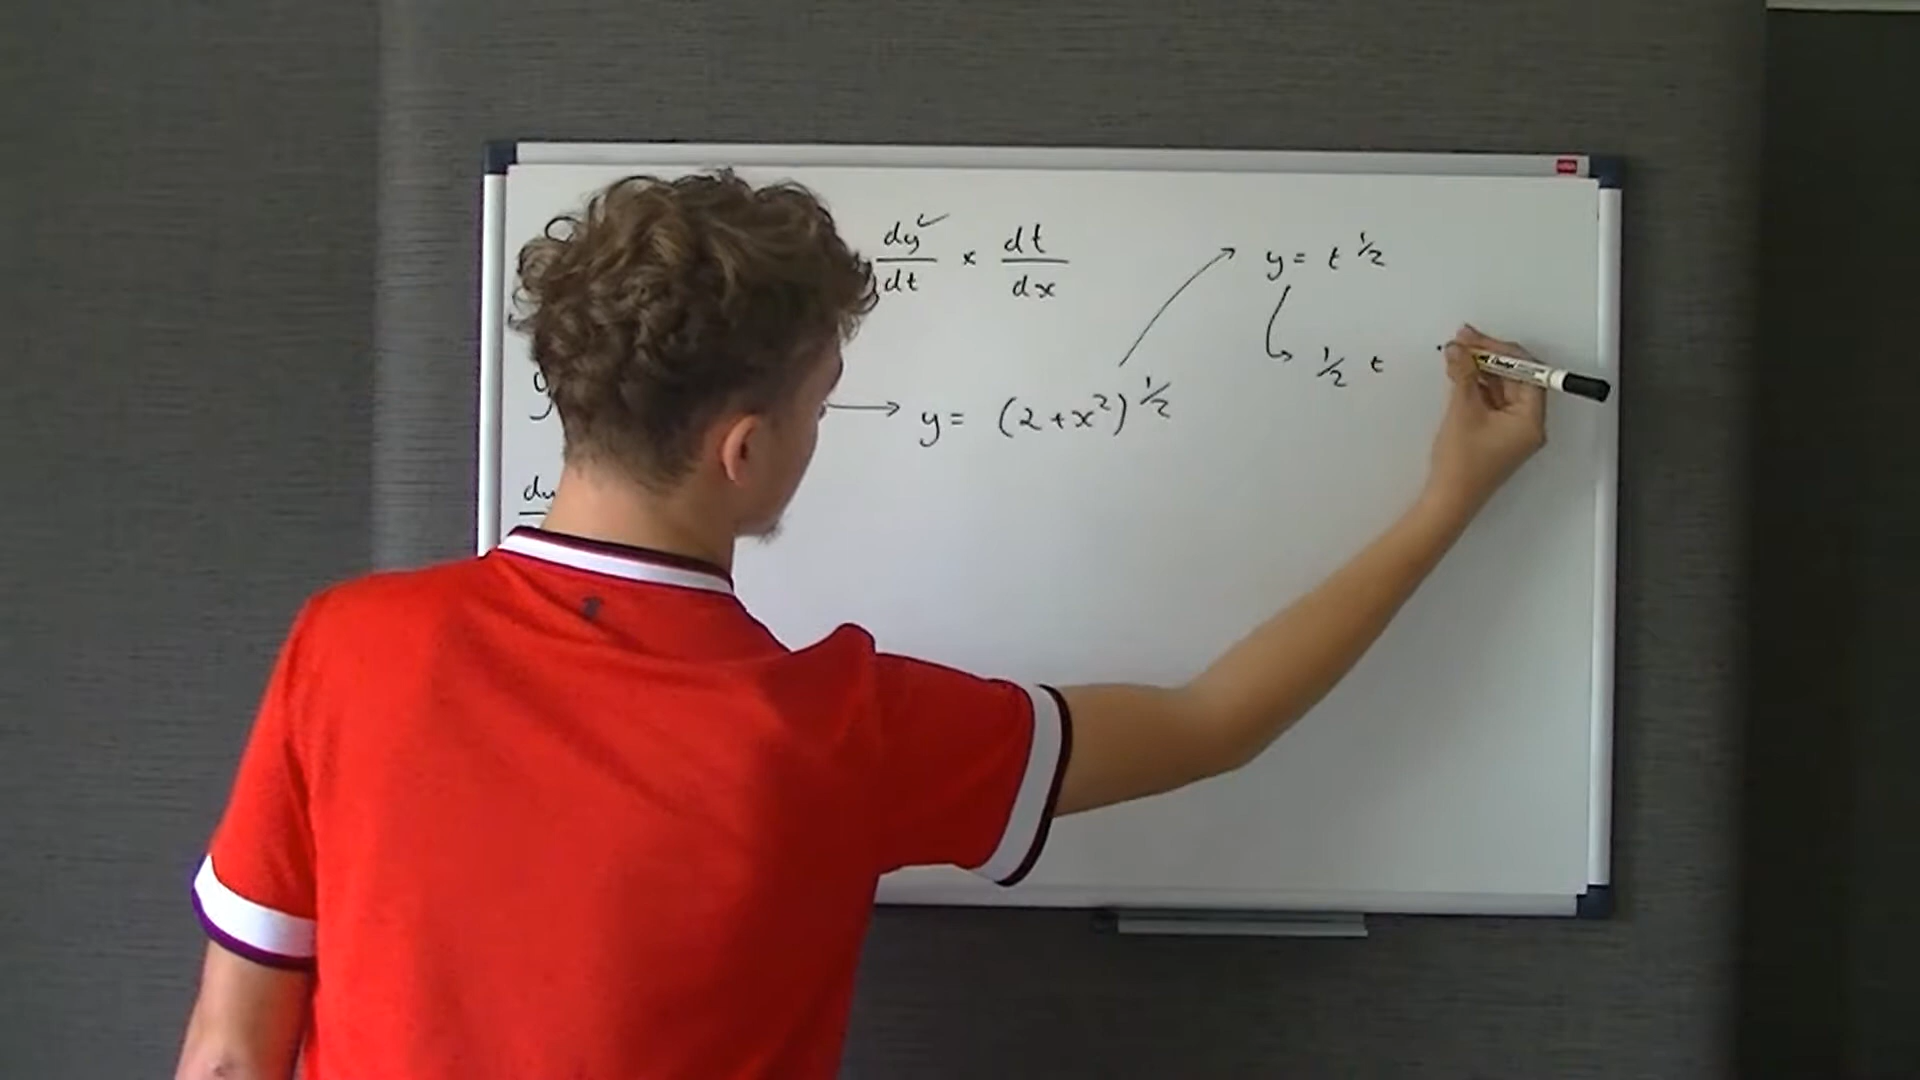 dy/dt × dt/dx
y = t^1/2
1/2 t
y = (2+x²)^1/2